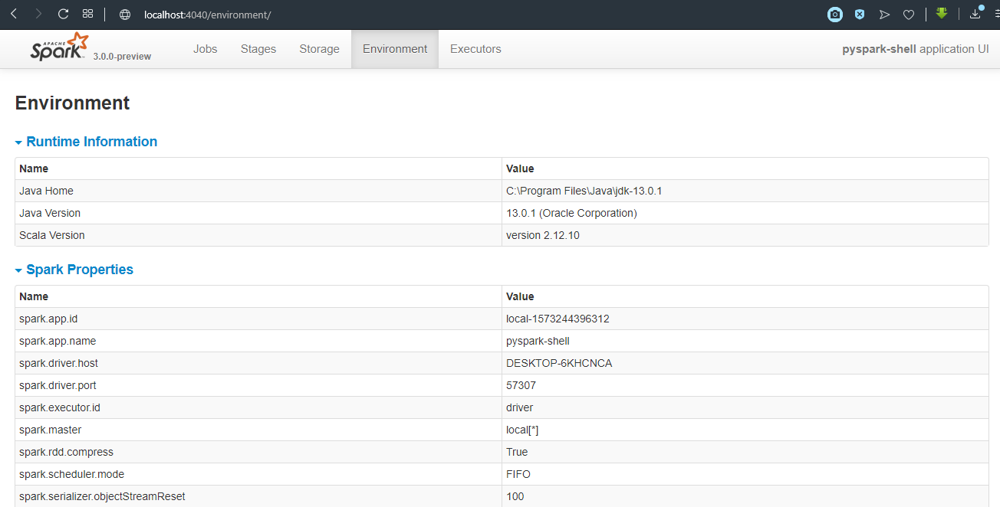 localhost:4040/environment/
APACHE
Spark 3.0.0-preview Jobs Stages Storage Environment Executors pyspark-shell application UI
Environment
Runtime Information
Name Value
Java Home C:\Program Files\Java\jdk-13.0.1
Java Version 13.0.1 (Oracle Corporation)
Scala Version version 2.12.10
Spark Properties
Name Value
spark.app.id local-1573244396312
spark.app.name pyspark-shell
spark.driver.host DESKTOP-6KHCNCA
spark.driver.port 57307
spark.executor.id driver
spark.master local[*]
spark.rdd.compress True
spark.scheduler.mode FIFO
spark.serializer.objectStreamReset 100